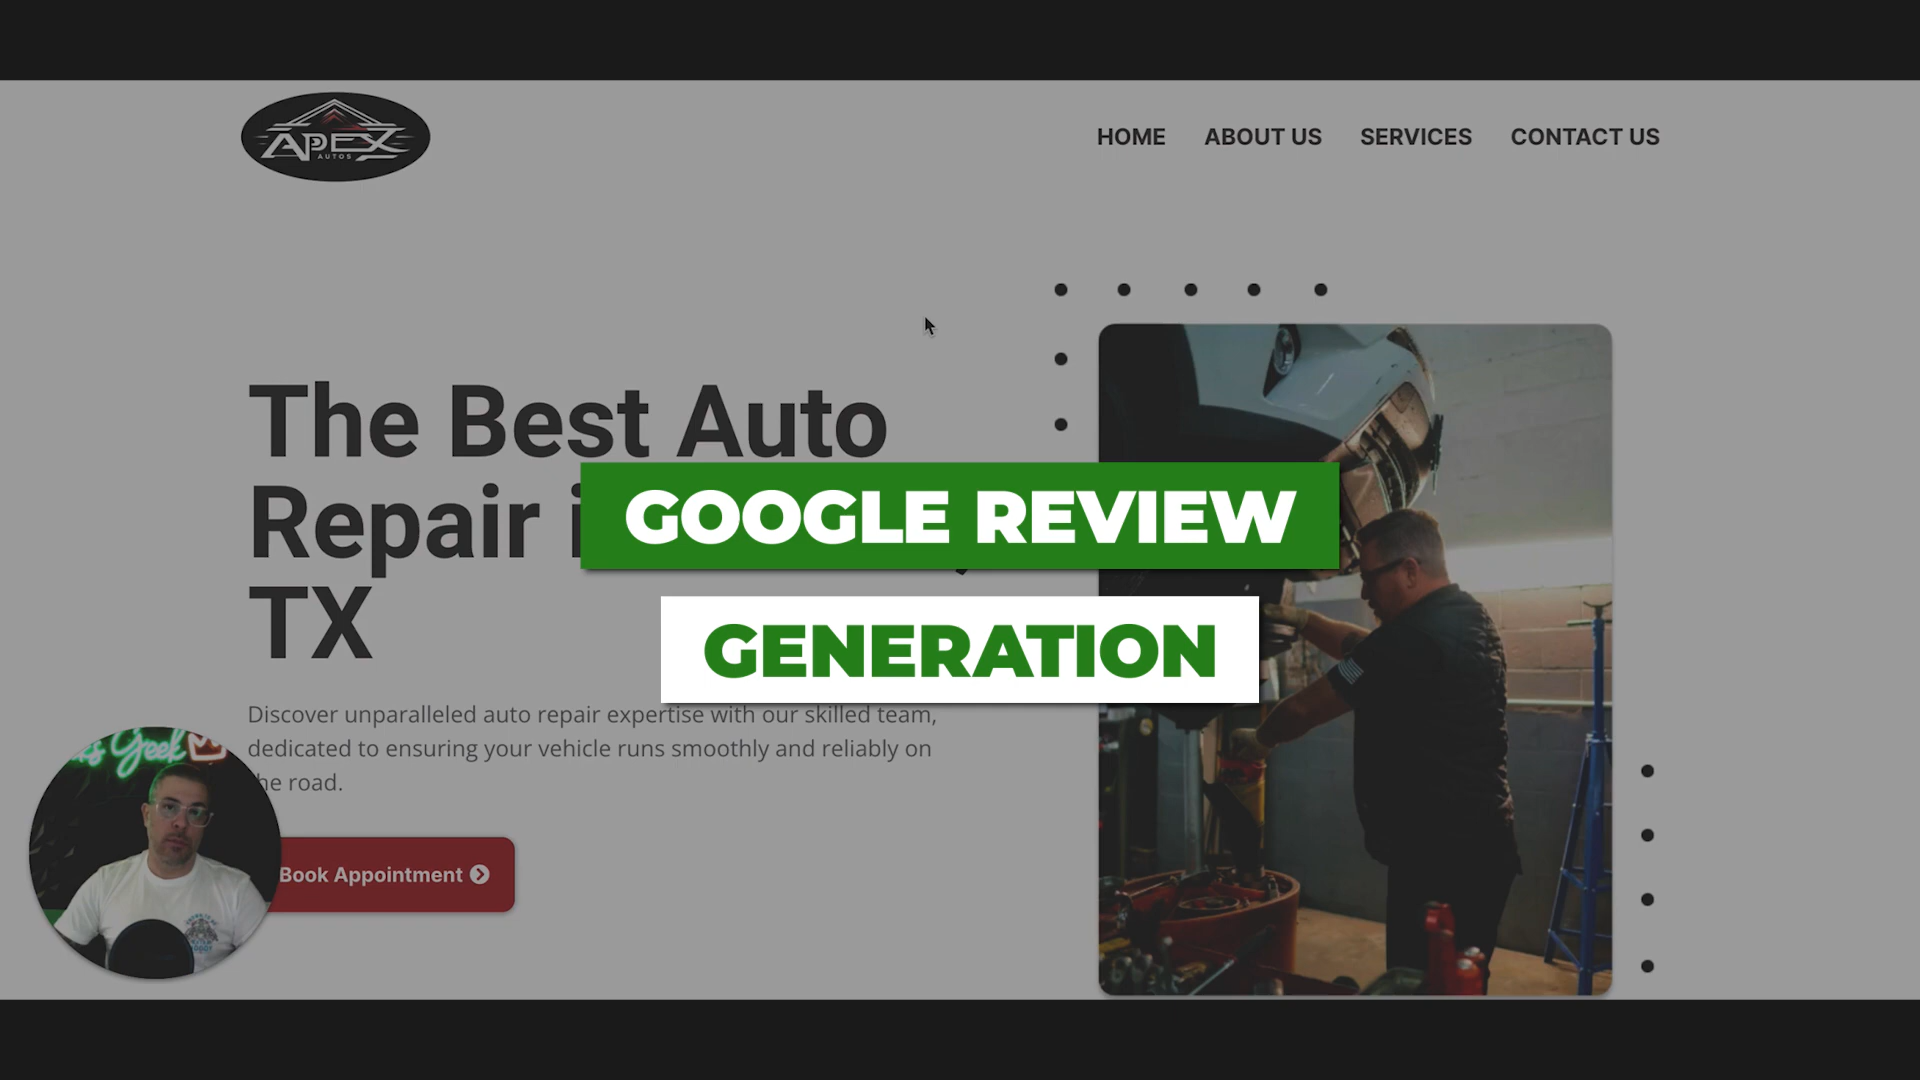 APEX
AUTOS
HOME
ABOUT US
SERVICES
CONTACT US
The Best Auto
Repair
TX
GOOGLE REVIEW
GENERATION
Discover unparalleled auto repair expertise with our skilled team,
dedicated to ensuring your vehicle runs smoothly and reliably on
the road.
Geek
Book Appointment